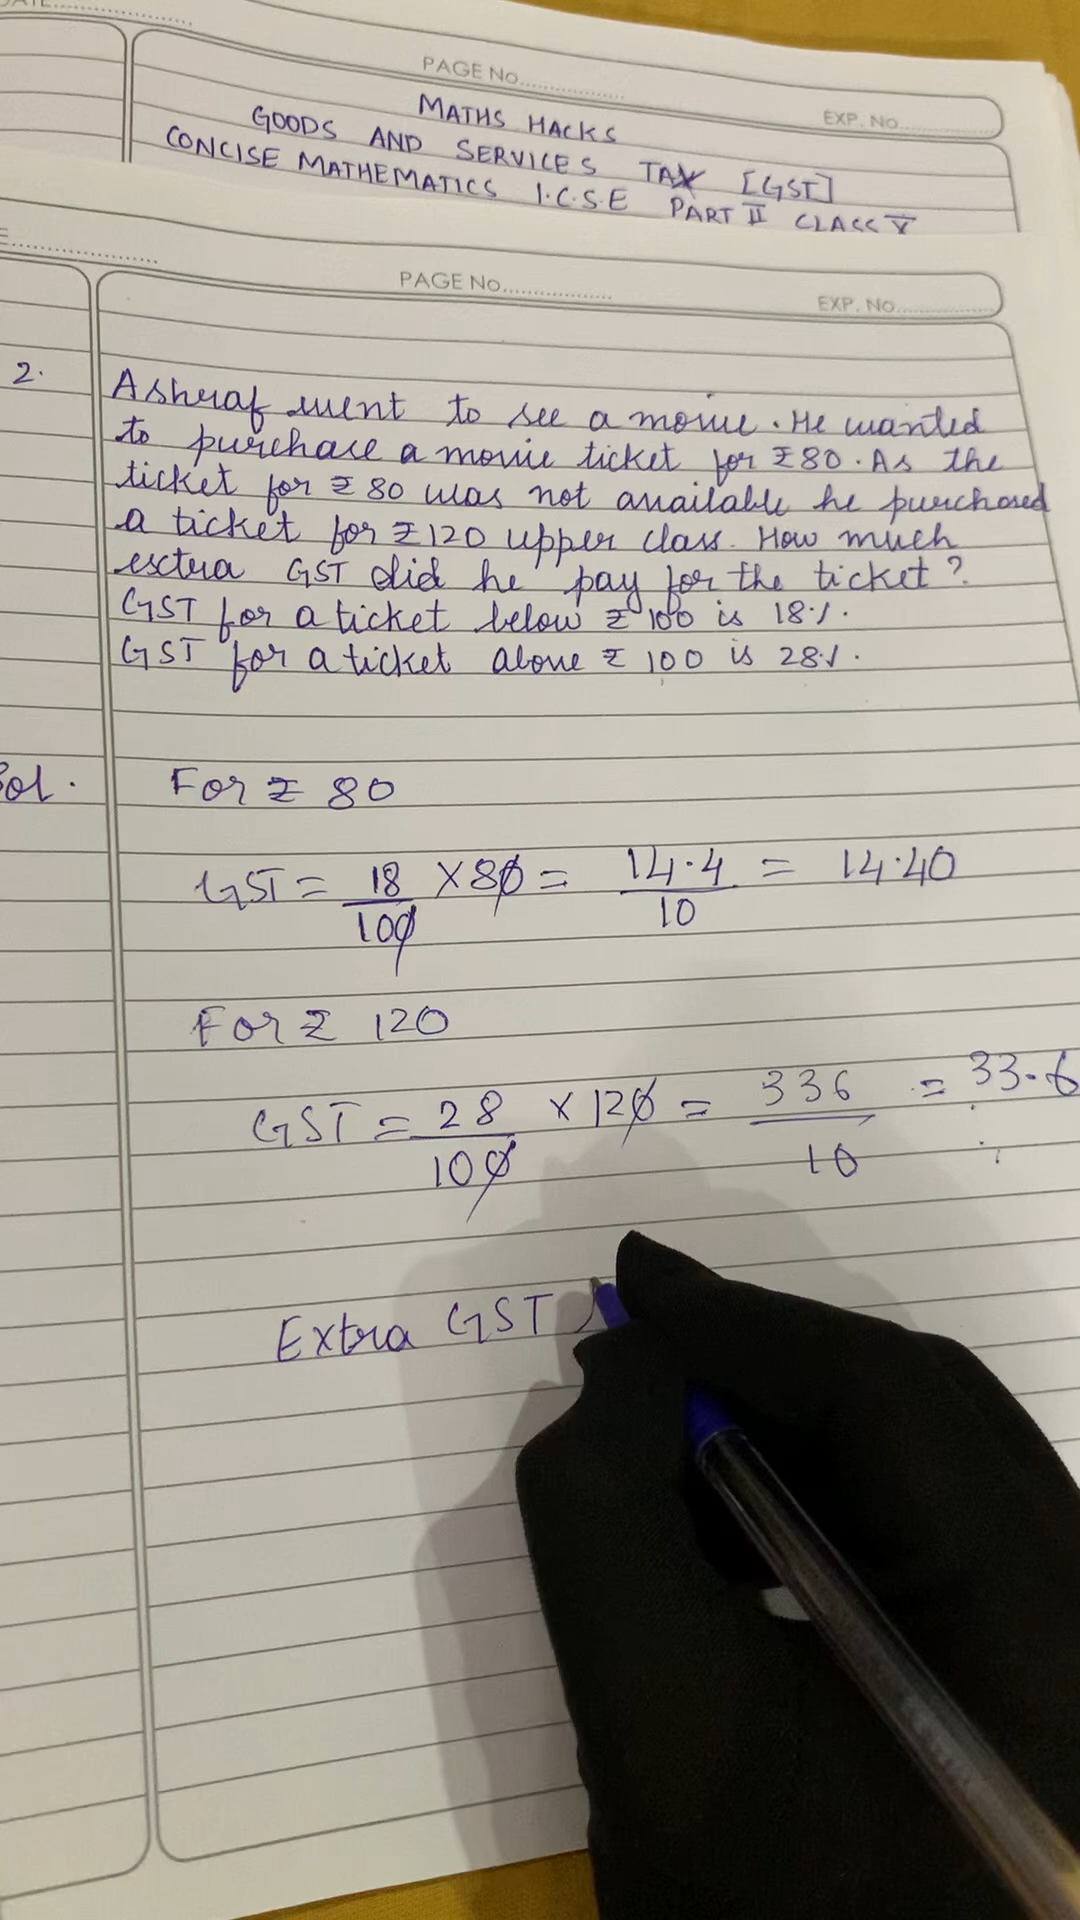 PAGE No.
EXP. No.
MATHS HACKS
GOODS AND SERVICES TAX [GST]
CONCISE MATHEMATICS I.C.S.E PART II CLASS V
PAGE No.
EXP. No.
2. Ashraf went to see a movie. He wanted
to purchase a movie ticket for ₹80. As the
ticket for ₹80 was not available he purchased
a ticket for ₹120 upper class. How much
extra GST did he pay for the ticket?
GST for a ticket below ₹100 is 18%.
GST for a ticket above ₹100 is 28%.
Sol. For ₹ 80
GST = 18/100 × 80 = 14.4/10 = 14.40
For ₹ 120
GST = 28/100 × 120 = 336/10 = 33.6
Extra GST